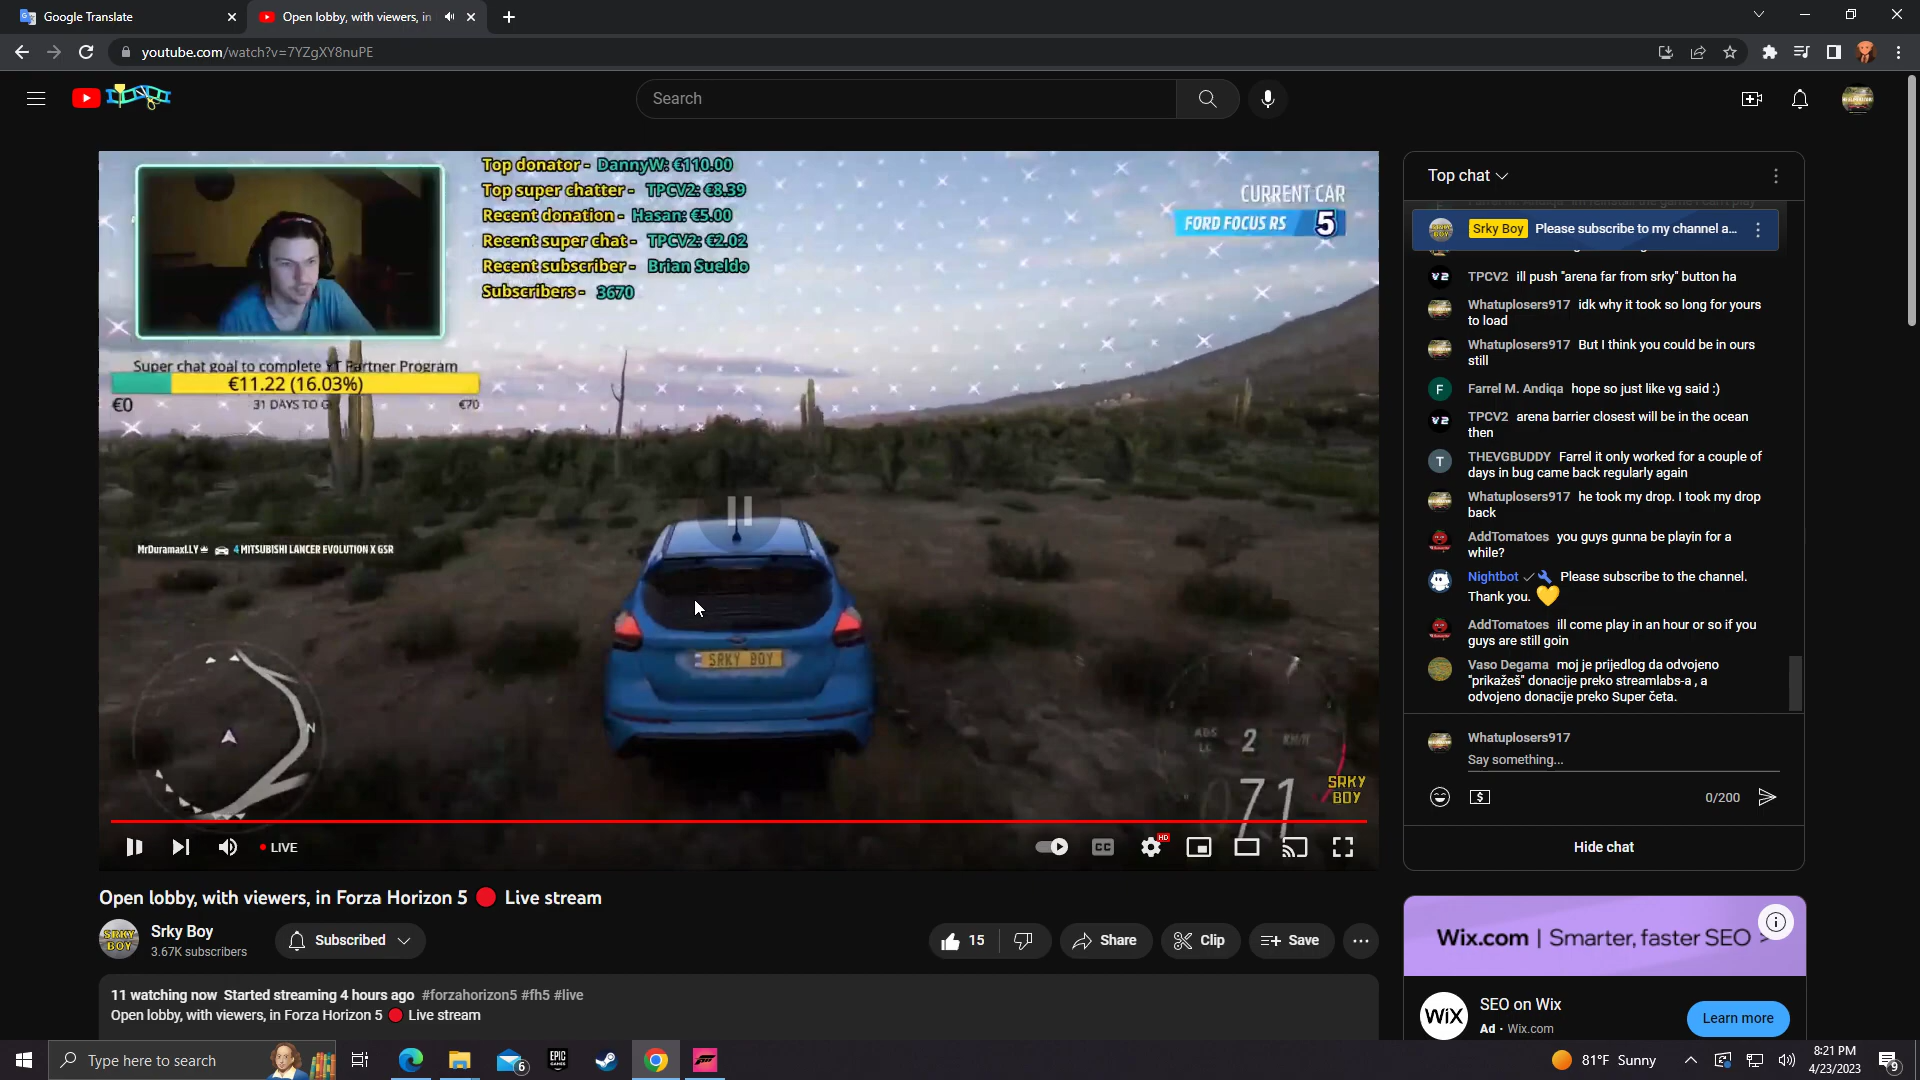 Google Translate
Open lobby, with viewers, in
youtube.com/watch?v=7YZgXY8nuPE
Search
Top donator - DannyW: €110.00
Top super chatter - TPCV2: €8.39
Recent donation - Hasan: €5.00
Recent super chat - TPCV2: €2.02
Recent subscriber - Brian Sueldo
Subscribers - 3670
CURRENT CAR
FORD FOCUS RS 5
Super chat goal to complete YT Partner Program
€11.22 (16.03%)
€0 31 DAYS TO G €70
MrDuramaxLLY 4 MITSUBISHI LANCER EVOLUTION X GSR
SRKY BOY
N
ABS
2 KM/H
71
SRKY
BOY
LIVE
CC
HD
Top chat
Srky Boy Please subscribe to my channel a...
TPCV2 ill push "arena far from srky" button ha
Whatuplosers917 idk why it took so long for yours
to load
Whatuplosers917 But I think you could be in ours
still
F Farrel M. Andiqa hope so just like vg said :)
TPCV2 arena barrier closest will be in the ocean
then
T THEVGBUDDY Farrel it only worked for a couple of
days in bug came back regularly again
Whatuplosers917 he took my drop. I took my drop
back
AddTomatoes you guys gunna be playin for a
while?
Nightbot Please subscribe to the channel.
Thank you. 💛
AddTomatoes ill come play in an hour or so if you
guys are still goin
Vaso Degama moj je prijedlog da odvojeno
"prikažeš" donacije preko streamlabs-a , a
odvojeno donacije preko Super četa.
Whatuplosers917
Say something...
0/200
Hide chat
Open lobby, with viewers, in Forza Horizon 5 🔴 Live stream
SRKY
BOY
Srky Boy
3.67K subscribers
Subscribed
15
Share
Clip
Save
11 watching now Started streaming 4 hours ago #forzahorizon5 #fh5 #live
Open lobby, with viewers, in Forza Horizon 5 🔴 Live stream
Wix.com | Smarter, faster SEO >
WiX
SEO on Wix
Ad · Wix.com
Learn more
Type here to search
6
EPIC
GAMES
81°F Sunny
8:21 PM
4/23/2023
9